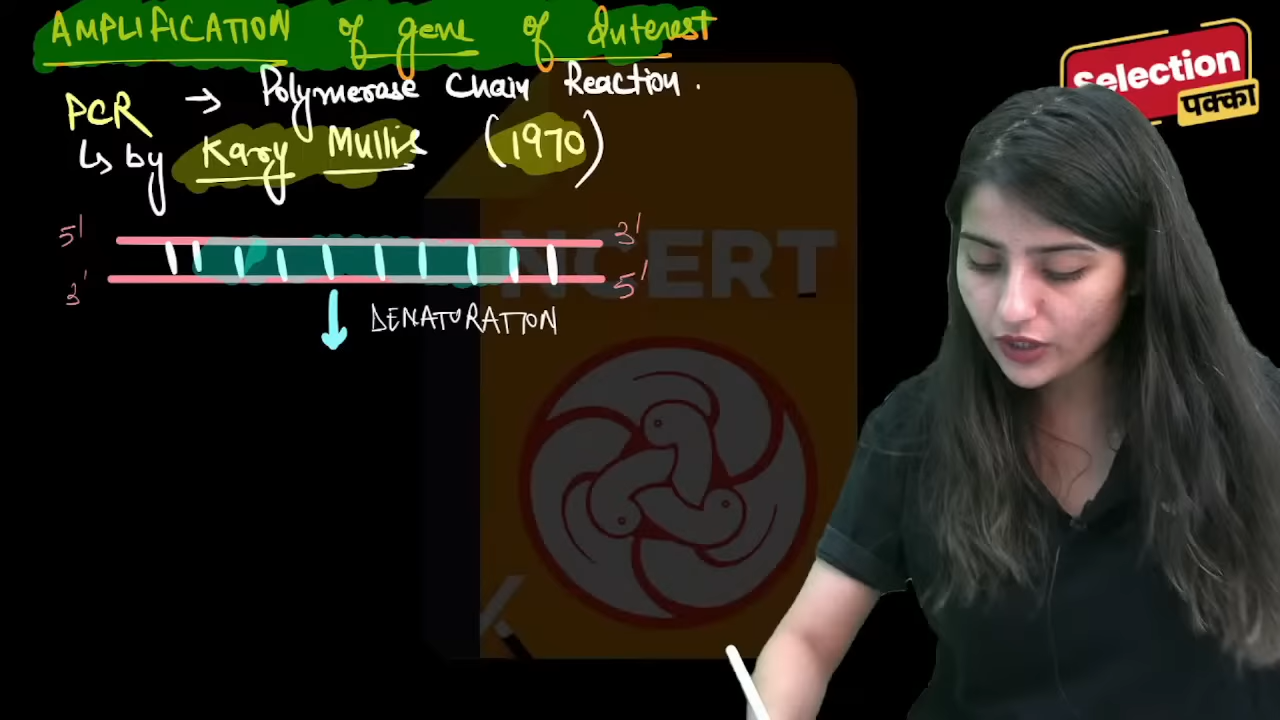 AMPLIFICATION of gene of Interest
PCR → Polymerase Chain Reaction.
↳ by Kary Mullis (1970)
5' 3'
3' 5'
DENATURATION
NCERT
Selection
पक्का